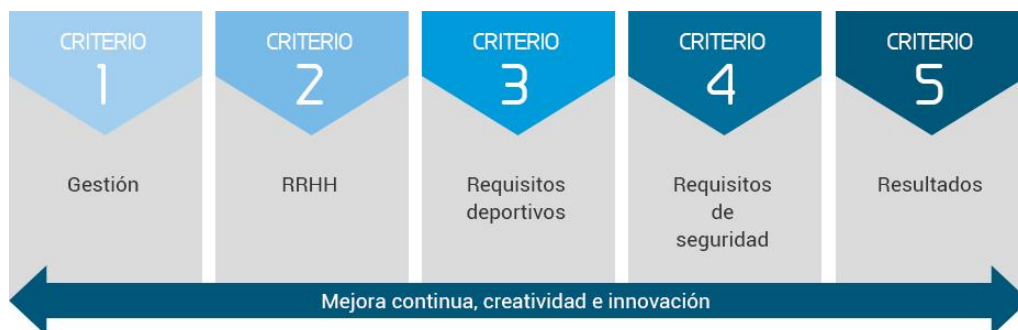 CRITERIO
1
Gestión
CRITERIO
2
RRHH
CRITERIO
3
Requisitos
deportivos
CRITERIO
4
Requisitos
de
seguridad
CRITERIO
5
Resultados
Mejora continua, creatividad e innovación